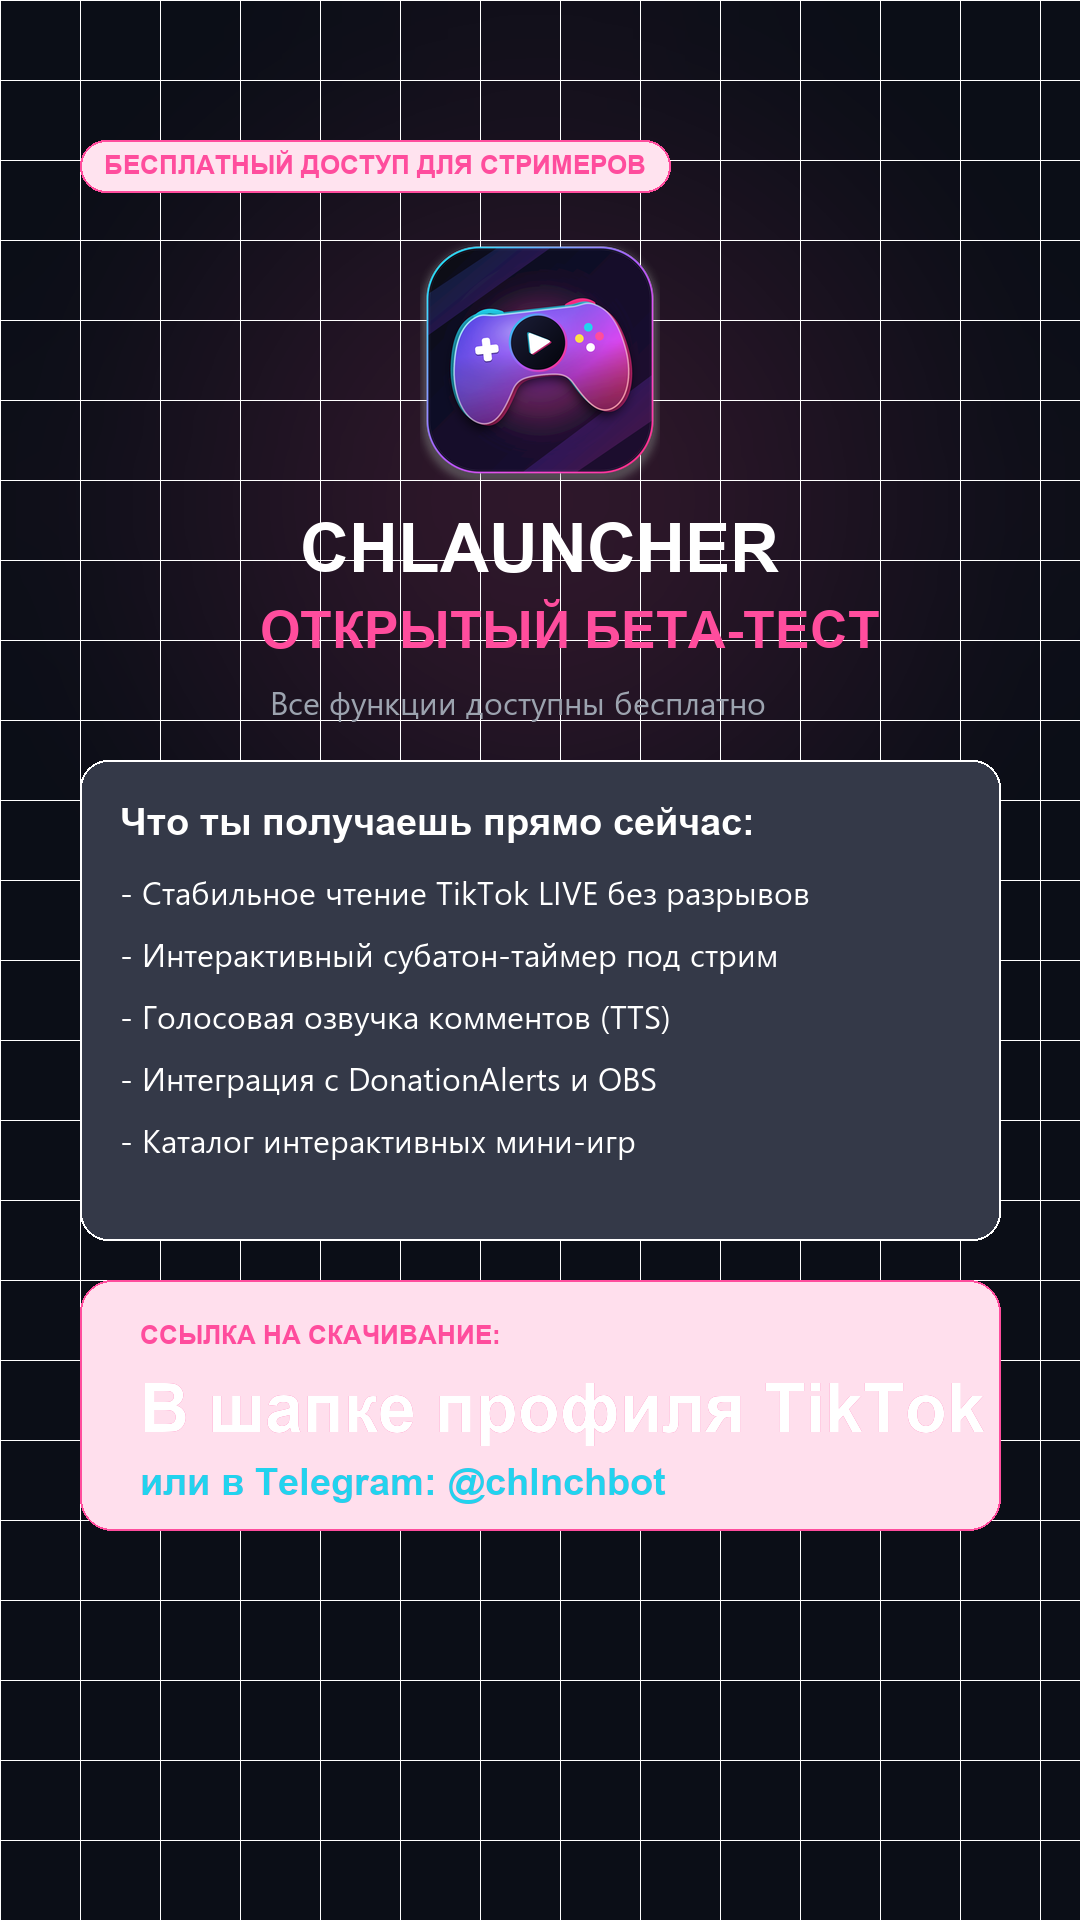 БЕСПЛАТНЫЙ ДОСТУП ДЛЯ СТРИМЕРОВ
CHLAUNCHER
ОТКРЫТЫЙ БЕТА-ТЕСТ
Все функции доступны бесплатно
Что ты получаешь прямо сейчас:
- Стабильное чтение TikTok LIVE без разрывов
- Интерактивный субатон-таймер под стрим
- Голосовая озвучка комментов (TTS)
- Интеграция с DonationAlerts и OBS
- Каталог интерактивных мини-игр
ССЫЛКА НА СКАЧИВАНИЕ:
В шапке профиля TikTok
или в Telegram: @chlnchbot